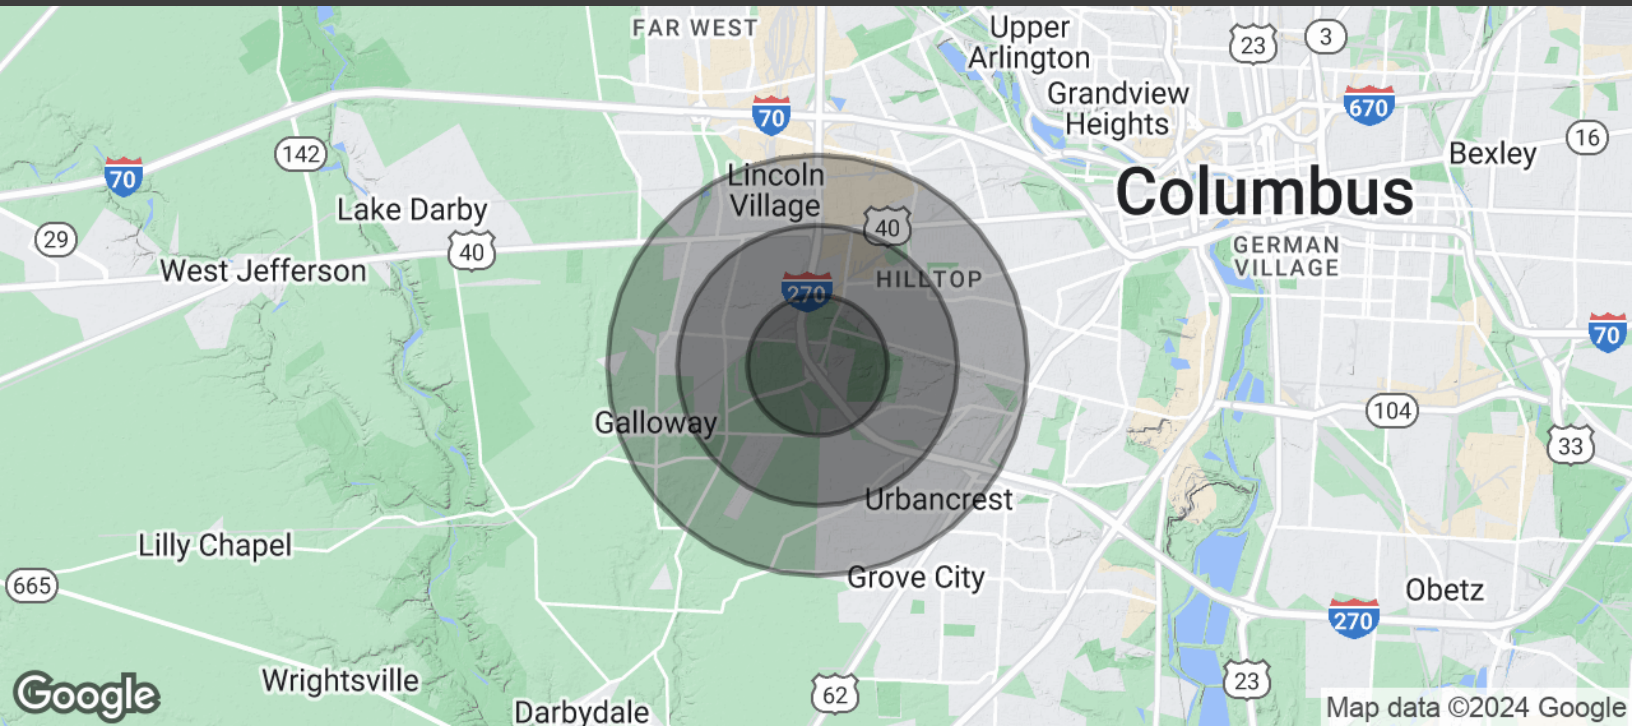 FAR WEST
Upper
Arlington
23
3
Grandview
Heights
70
670
16
142
Bexley
70
Lincoln
Village
Columbus
Lake Darby
40
29
40
GERMAN
VILLAGE
West Jefferson
HILLTOP
270
70
104
Galloway
33
Urbancrest
Lilly Chapel
Grove City
665
Obetz
270
Wrightsville
23
62
Google
Darbydale
Map data ©2024 Google